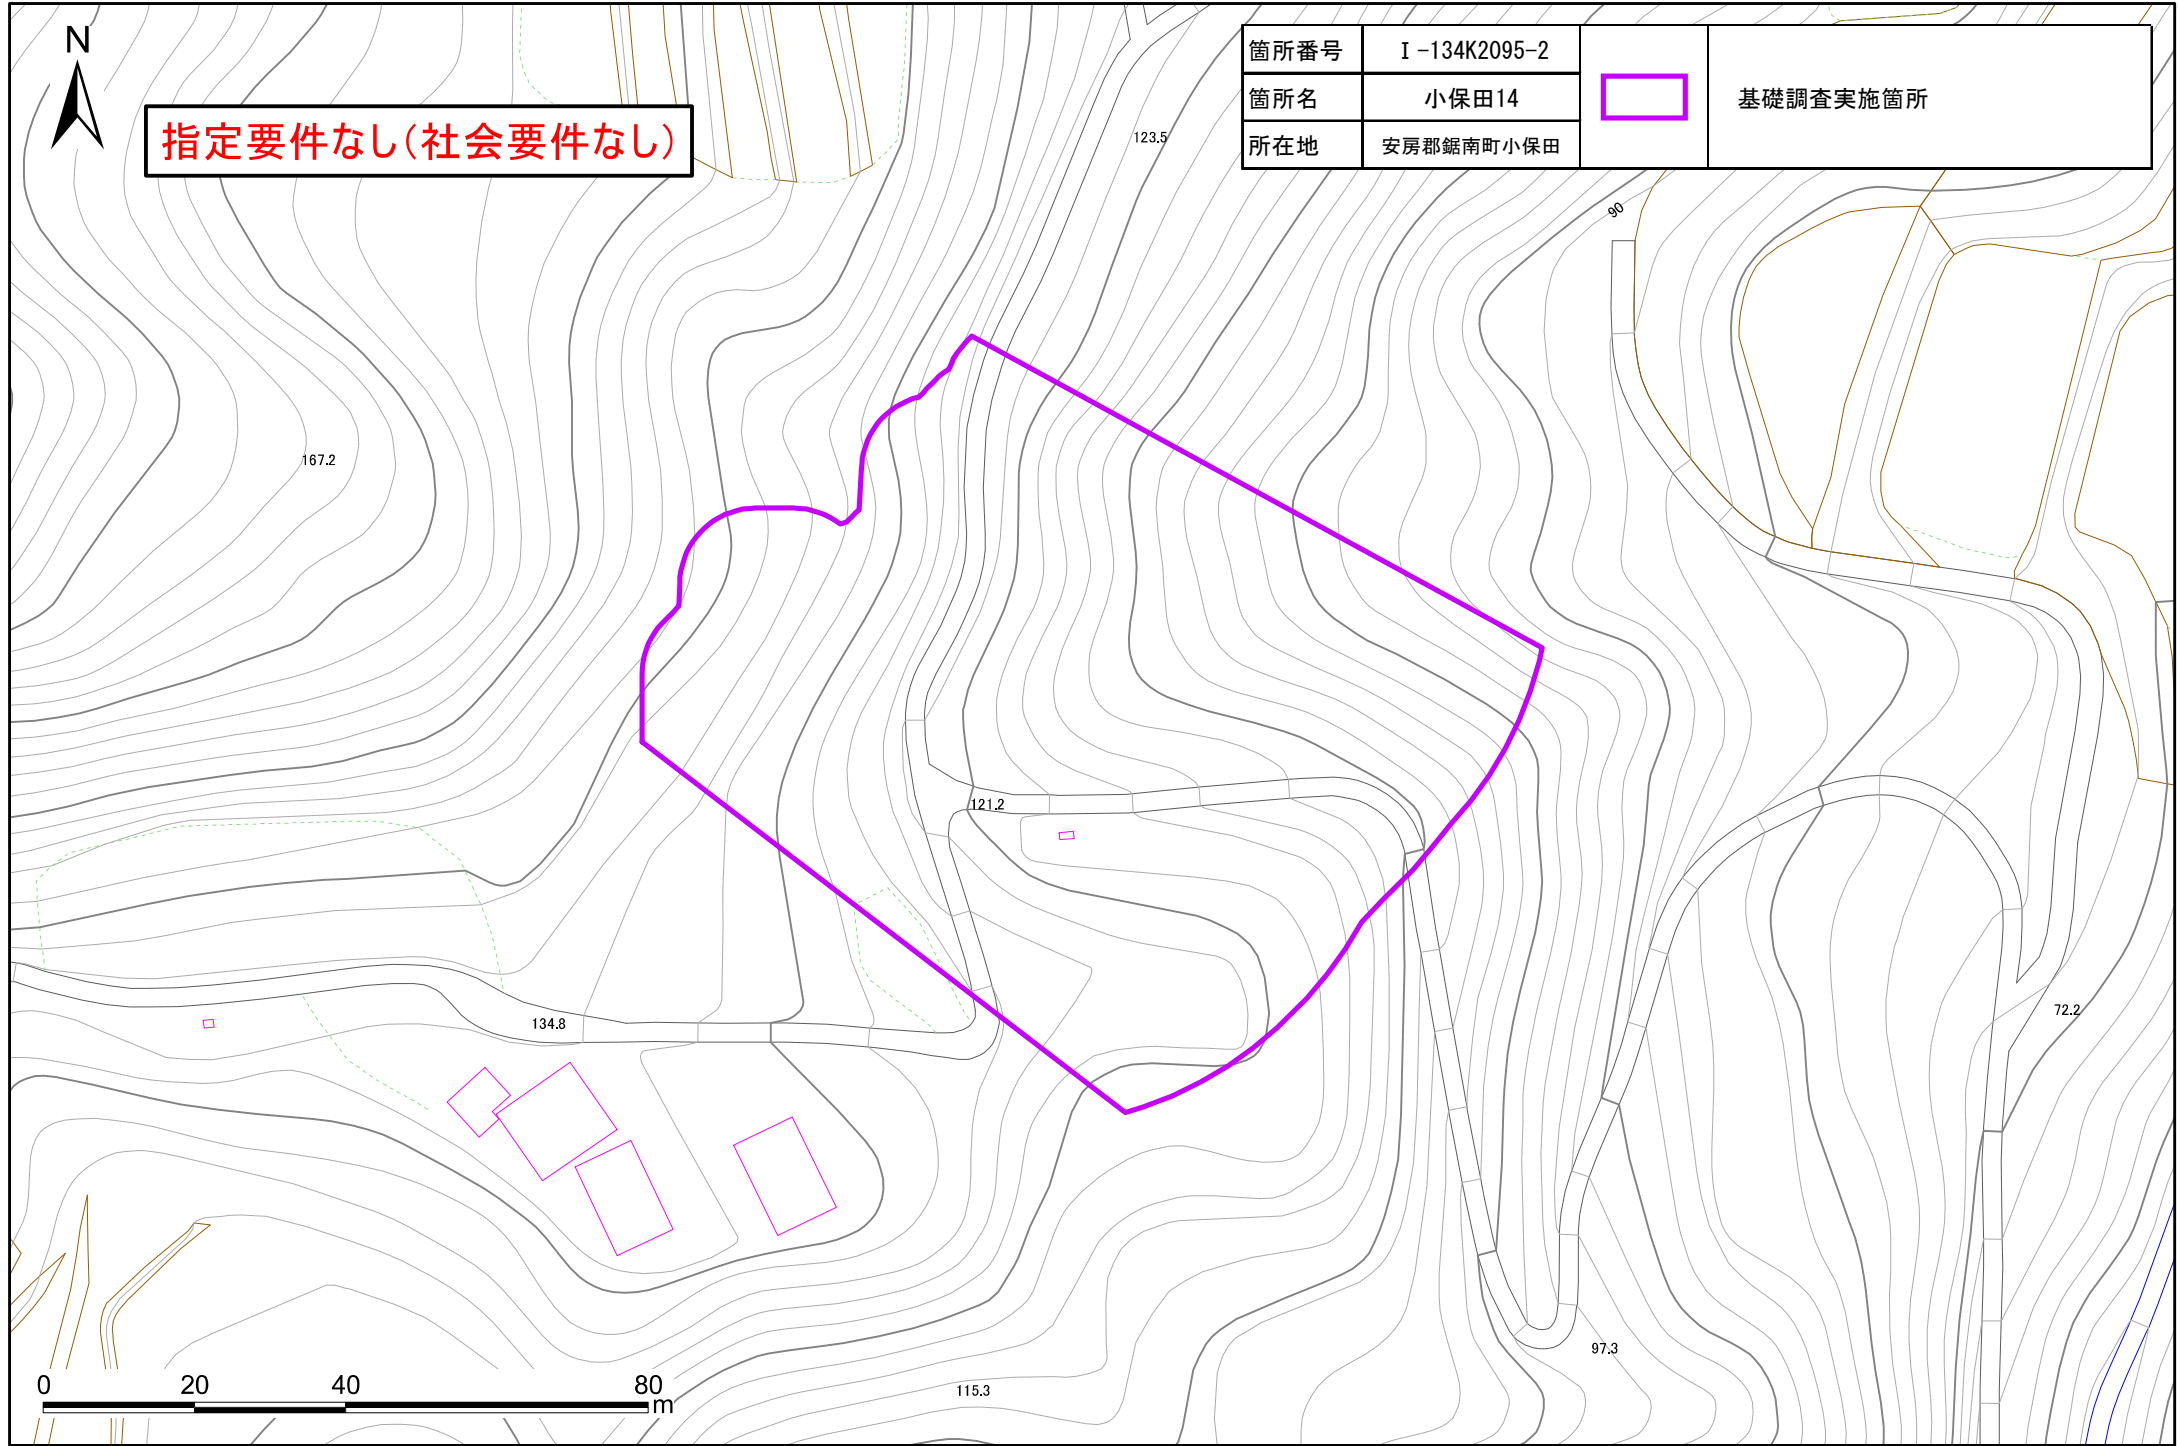 N
指定要件なし（社会要件なし）
箇所番号 Ⅰ-134K2095-2
箇所名 小保田14
所在地 安房郡鋸南町小保田
基礎調査実施箇所
123.5
90
167.2
121.2
134.8
72.2
97.3
115.3
0 20 40 80
m